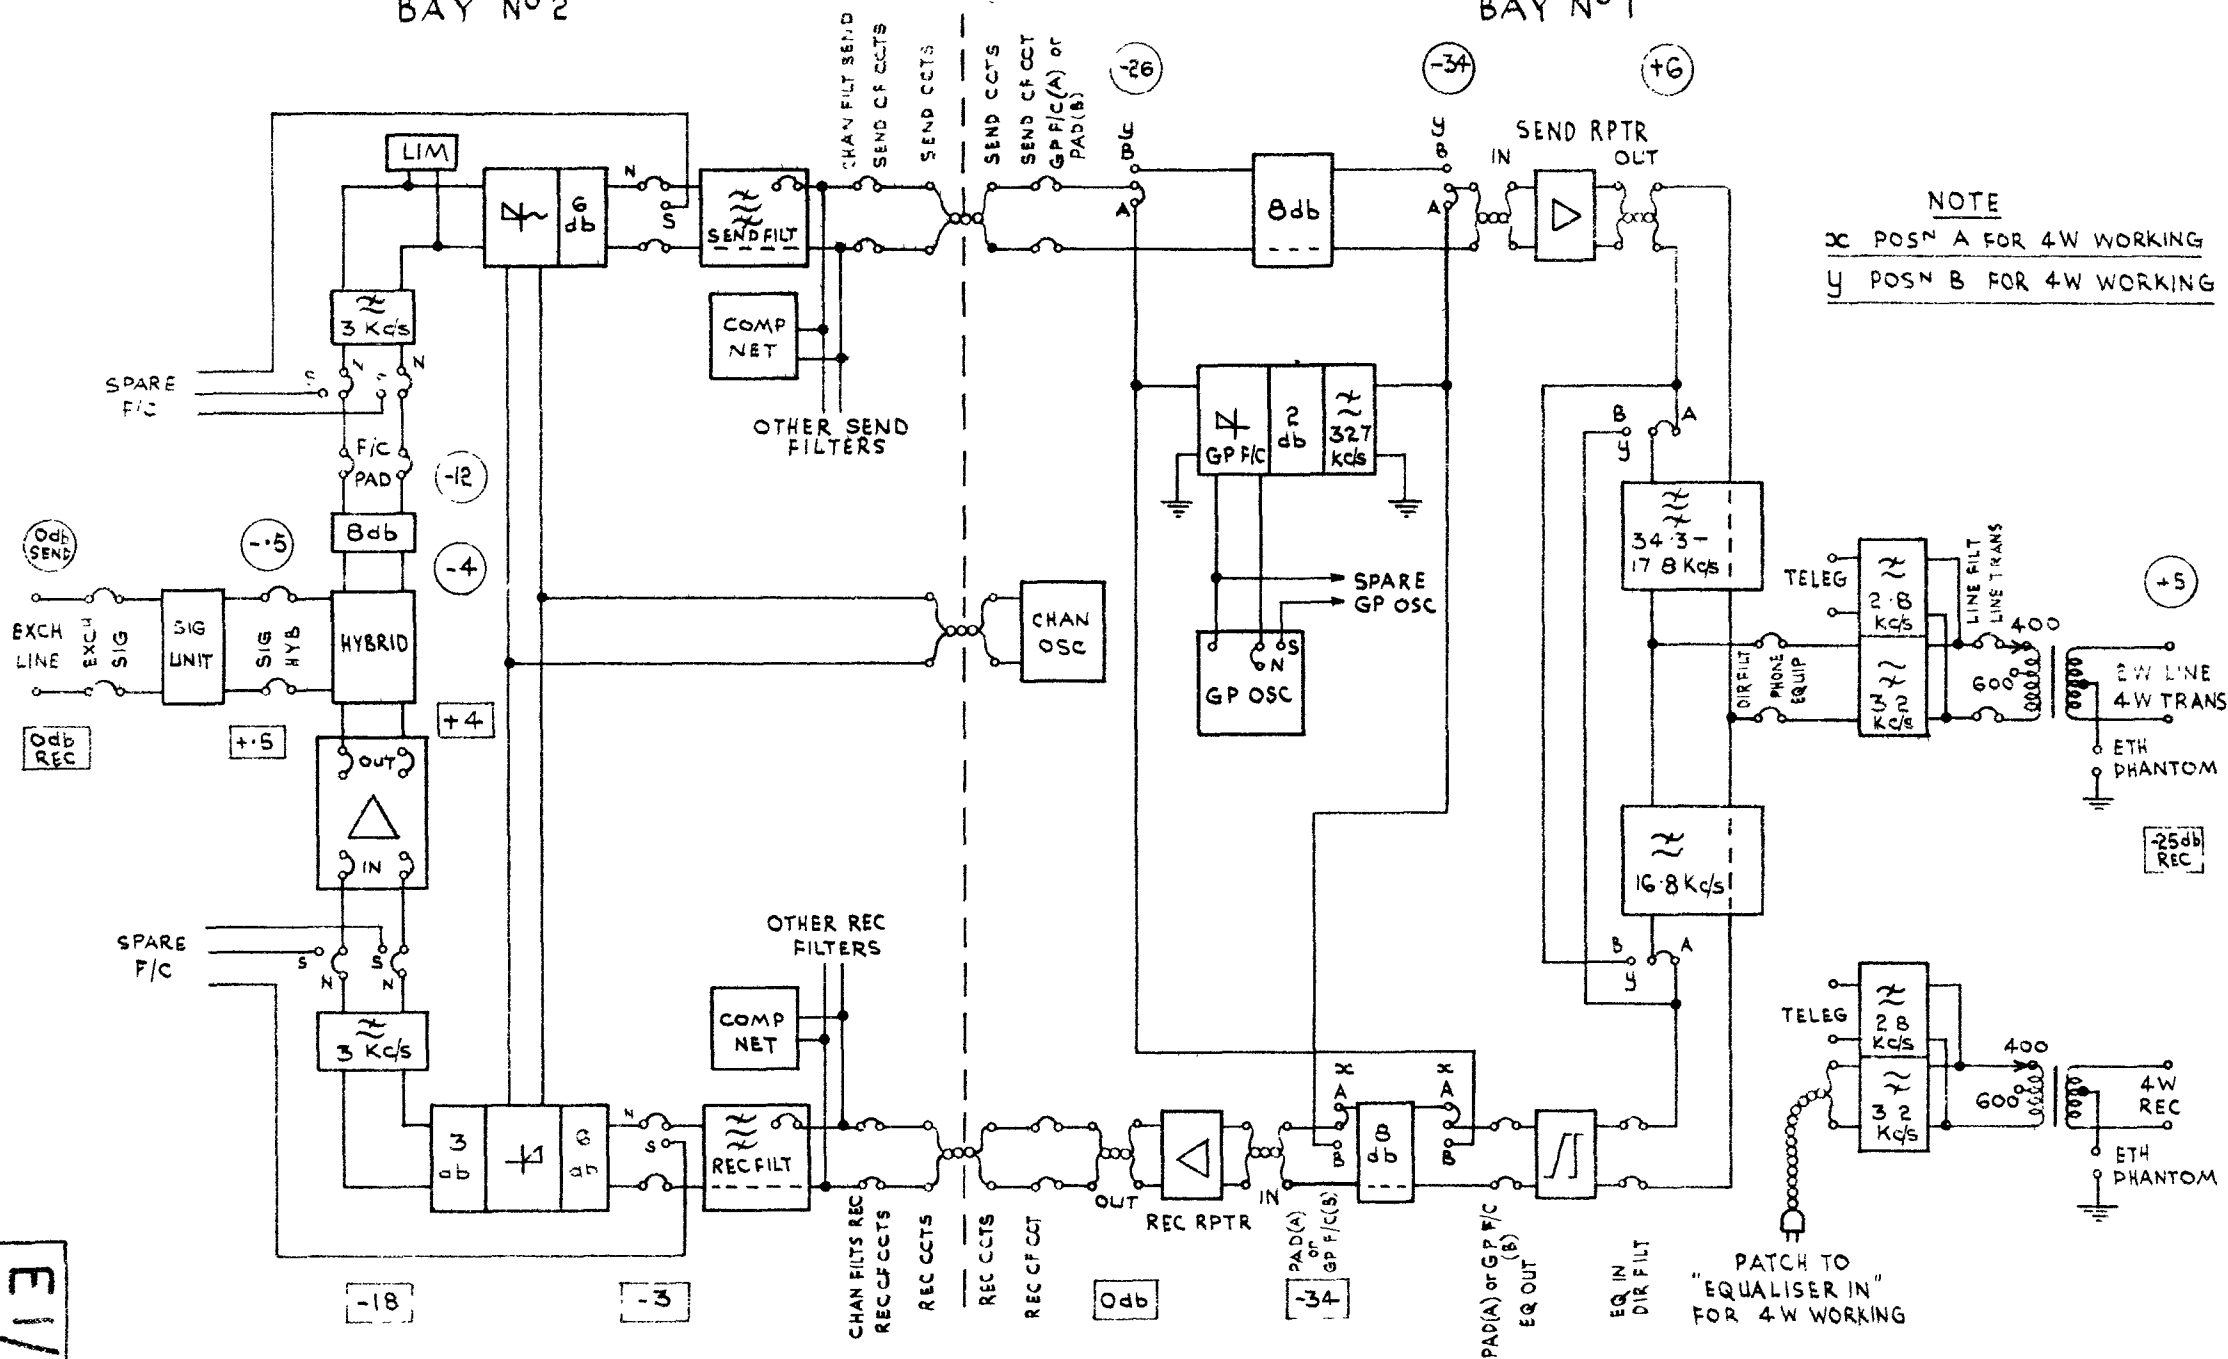 BAY Nº 2
BAY Nº 1
CHAN FILT SEND
SEND CF CCTS
SEND CCTS
SEND CCTS
SEND CF CCT
GP F/C(A) or
PAD(B)
-26
-34
+6
LIM
6
db
N
S
SEND FILT
B
A
8db
y
B
A
IN
SEND RPTR
OUT
NOTE
x POSN A FOR 4W WORKING
y POSN B FOR 4W WORKING
3 Kc/s
COMP
NET
OTHER SEND
FILTERS
SPARE
F/C
S
N
N
F/C
PAD
-12
8db
-4
GP F/C
2
db
327
Kc/s
B
y
A
34·3-
17 8 Kc/s
0db
SEND
-·5
EXCH
LINE
EXCH
SIG
SIG
UNIT
SIG
HYB
HYBRID
CHAN
OSC
SPARE
GP OSC
S
N
GP OSC
TELEG
2·8
Kc/s
3 2
Kc/s
LINE FILT
LINE TRANS
DIR FILT
PHONE
EQUIP
400
600
+5
2W LINE
4W TRANS
ETH
PHANTOM
0db
REC
+·5
+4
OUT
IN
16·8 Kc/s
-25db
REC
SPARE
F/C
S
N
S
N
3 Kc/s
OTHER REC
FILTERS
COMP
NET
B
y
A
TELEG
2 8
Kc/s
3 2
Kc/s
400
600
4W
REC
ETH
PHANTOM
3
db
6
db
N
S
REC FILT
x
A
B
8
db
x
A
B
OUT
REC RPTR
IN
CHAN FILTS REC
REC CF CCTS
REC CCTS
REC CCTS
REC CF CCT
PAD(A)
or
GP F/C(B)
PAD(A) or GP F/C
(B)
EQ OUT
EQ IN
DIR FILT
PATCH TO
"EQUALISER IN"
FOR 4W WORKING
-18
-3
0db
-34